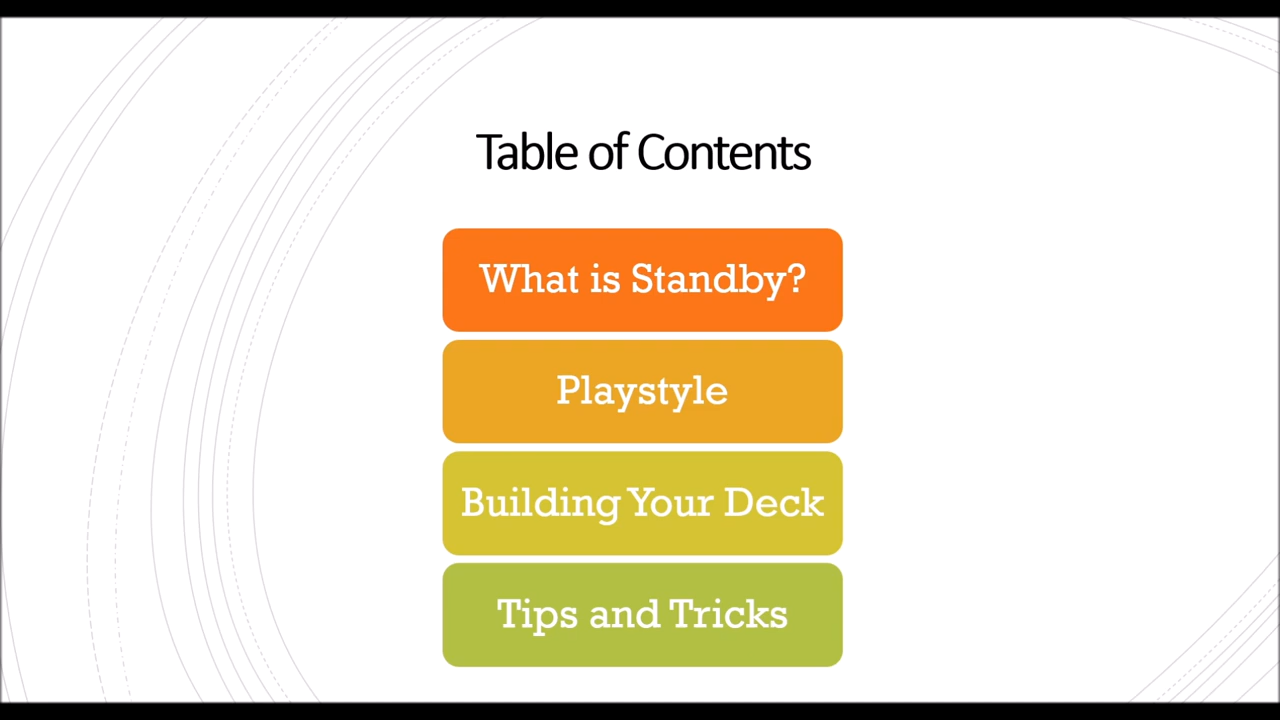 Table of Contents
What is Standby?
Playstyle
Building Your Deck
Tips and Tricks